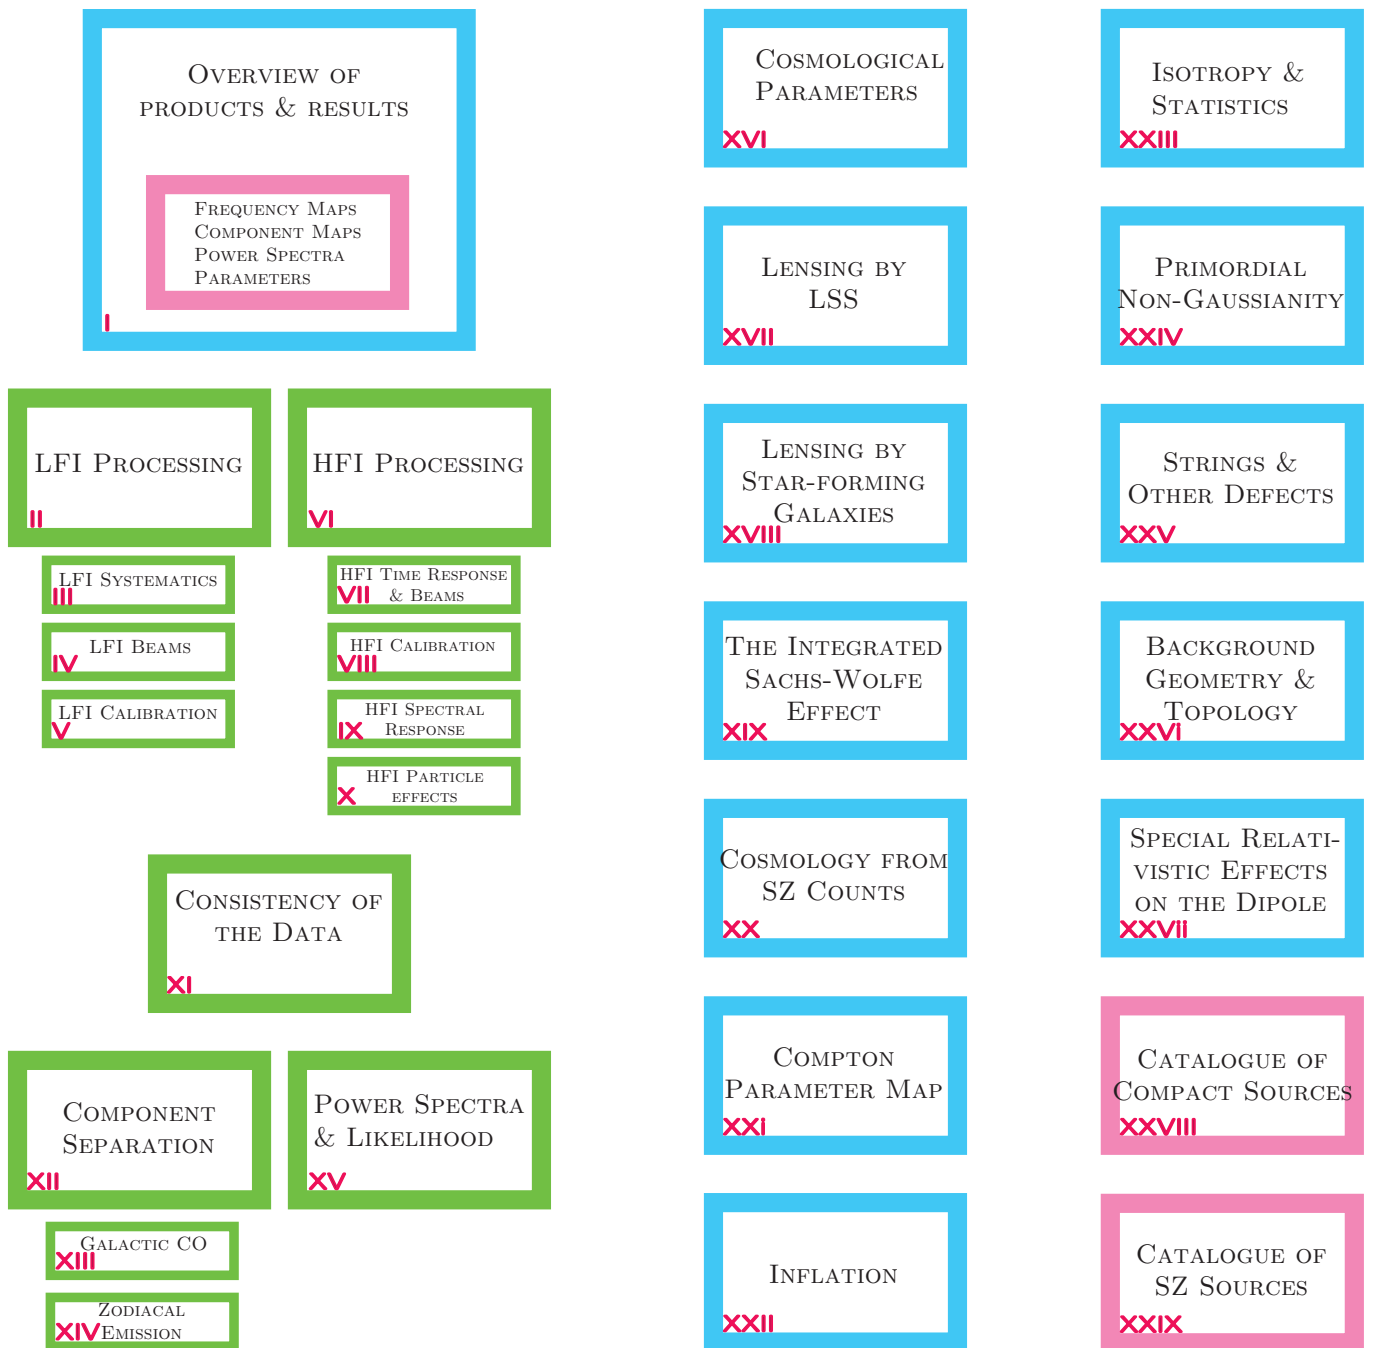 Overview of
products & results
Frequency Maps
Component Maps
Power Spectra
Parameters
I
LFI Processing
II
HFI Processing
VI
LFI Systematics
III
LFI Beams
IV
LFI Calibration
V
HFI Time Response
& Beams
VII
HFI Calibration
VIII
HFI Spectral
Response
IX
HFI Particle
effects
X
Consistency of
the Data
XI
Component
Separation
XII
Power Spectra
& Likelihood
XV
Galactic CO
XIII
Zodiacal
Emission
XIV
Cosmological
Parameters
XVI
Lensing by
LSS
XVII
Lensing by
Star-forming
Galaxies
XVIII
The Integrated
Sachs-Wolfe
Effect
XIX
Cosmology from
SZ Counts
XX
Compton
Parameter Map
XXi
Inflation
XXII
Isotropy &
Statistics
XXIII
Primordial
Non-Gaussianity
XXIV
Strings &
Other Defects
XXV
Background
Geometry &
Topology
XXVi
Special Relati-
vistic Effects
on the Dipole
XXVii
Catalogue of
Compact Sources
XXVIII
Catalogue of
SZ Sources
XXIX